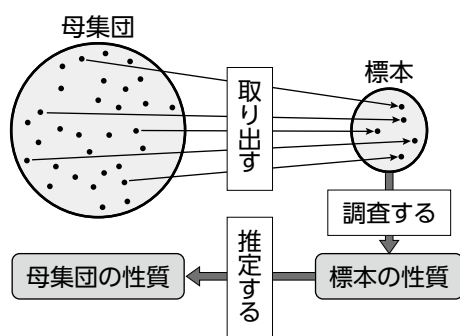 母集団
標本
取り出す
調査する
推定する
母集団の性質
標本の性質